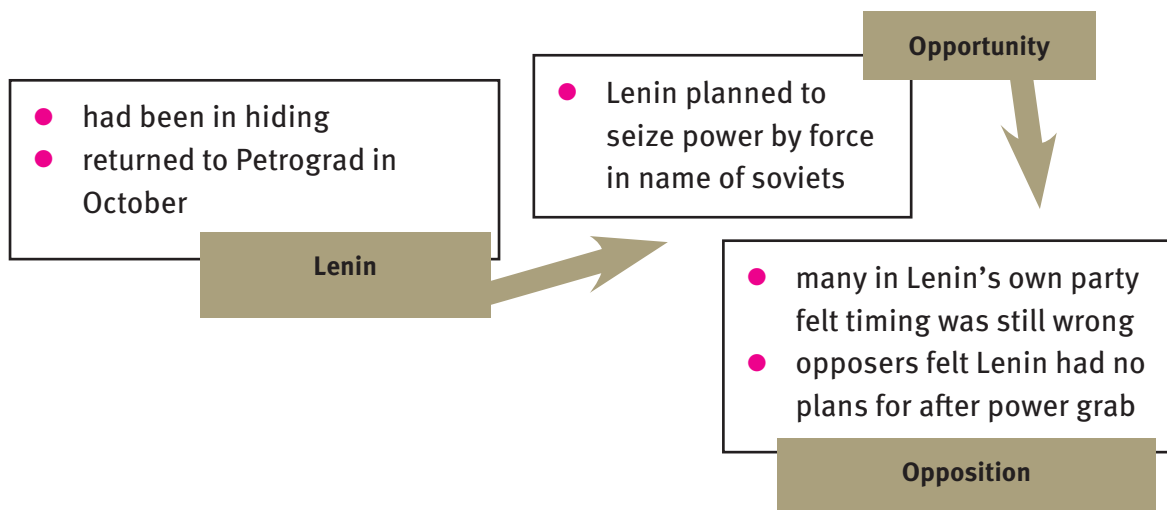 ● had been in hiding
● returned to Petrograd in
October
Lenin
Opportunity
● Lenin planned to
seize power by force
in name of soviets
● many in Lenin’s own party
felt timing was still wrong
● opposers felt Lenin had no
plans for after power grab
Opposition